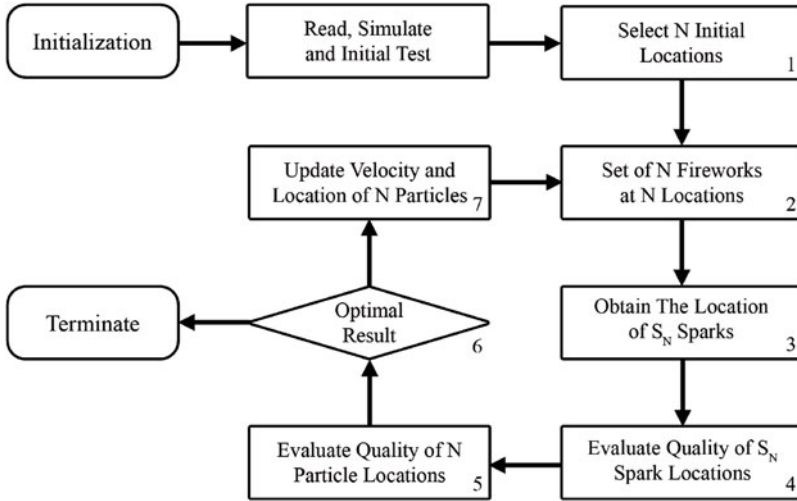 Initialization
Read, Simulate
and Initial Test
Select N Initial
Locations
1
Update Velocity and
Location of N Particles
7
Set of N Fireworks
at N Locations
2
Terminate
Optimal
Result
6
Obtain The Location
of S_N Sparks
3
Evaluate Quality of N
Particle Locations
5
Evaluate Quality of S_N
Spark Locations
4